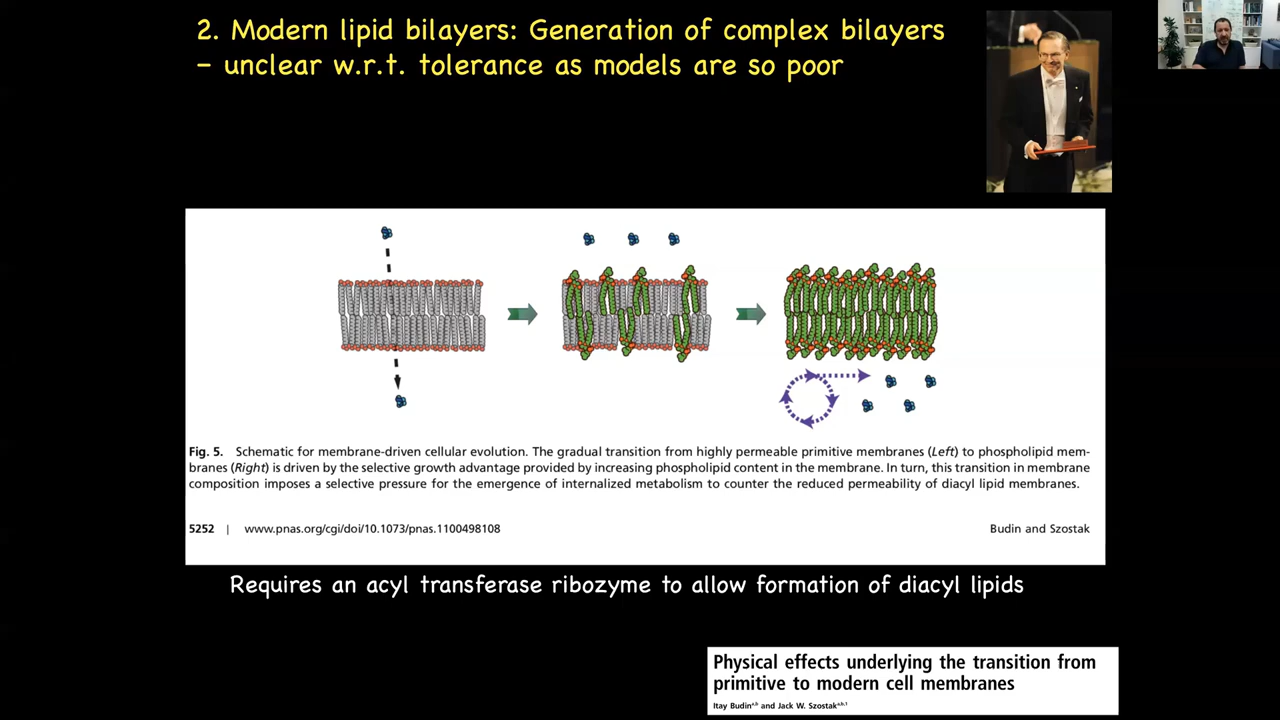 2. Modern lipid bilayers: Generation of complex bilayers
– unclear w.r.t. tolerance as models are so poor
Fig. 5. Schematic for membrane-driven cellular evolution. The gradual transition from highly permeable primitive membranes (Left) to phospholipid mem-
branes (Right) is driven by the selective growth advantage provided by increasing phospholipid content in the membrane. In turn, this transition in membrane
composition imposes a selective pressure for the emergence of internalized metabolism to counter the reduced permeability of diacyl lipid membranes.
5252 | www.pnas.org/cgi/doi/10.1073/pnas.1100498108 Budin and Szostak
Requires an acyl transferase ribozyme to allow formation of diacyl lipids
Physical effects underlying the transition from
primitive to modern cell membranes
Itay Budinᵃ,ᵇ and Jack W. Szostakᵃ,ᵇ,¹